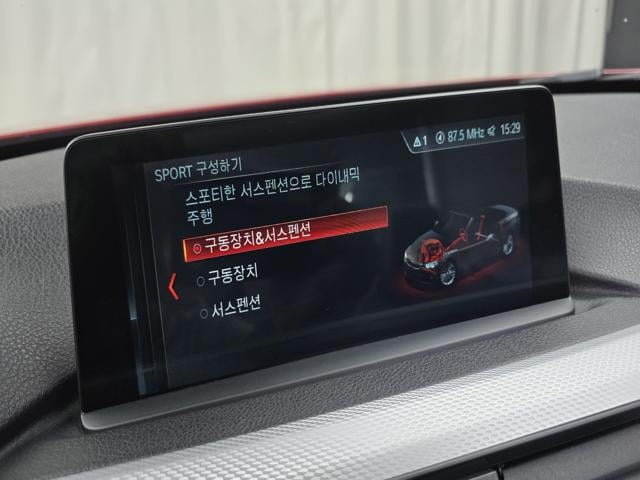 ⚠1 ④ 87.5 MHz 15:29
SPORT 구성하기
스포티한 서스펜션으로 다이내믹
주행
구동장치&서스펜션
구동장치
서스펜션